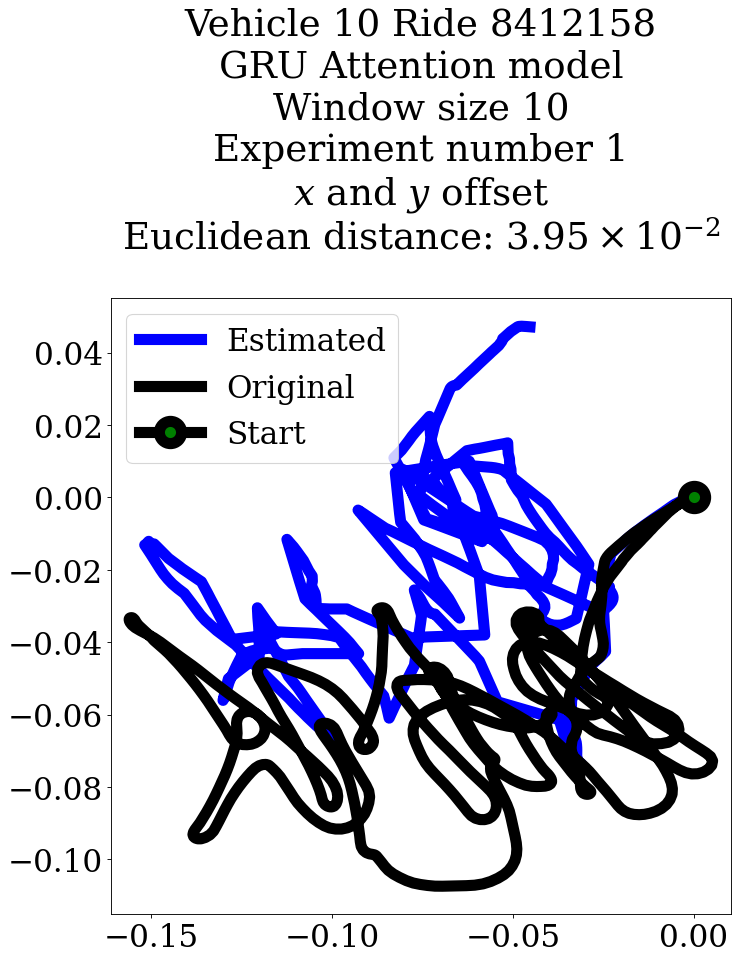 Vehicle 10 Ride 8412158
GRU Attention model
Window size 10
Experiment number 1
x and y offset
Euclidean distance: 3.95 × 10⁻²
Estimated
Original
Start
0.04
0.02
0.00
−0.02
−0.04
−0.06
−0.08
−0.10
−0.15
−0.10
−0.05
0.00